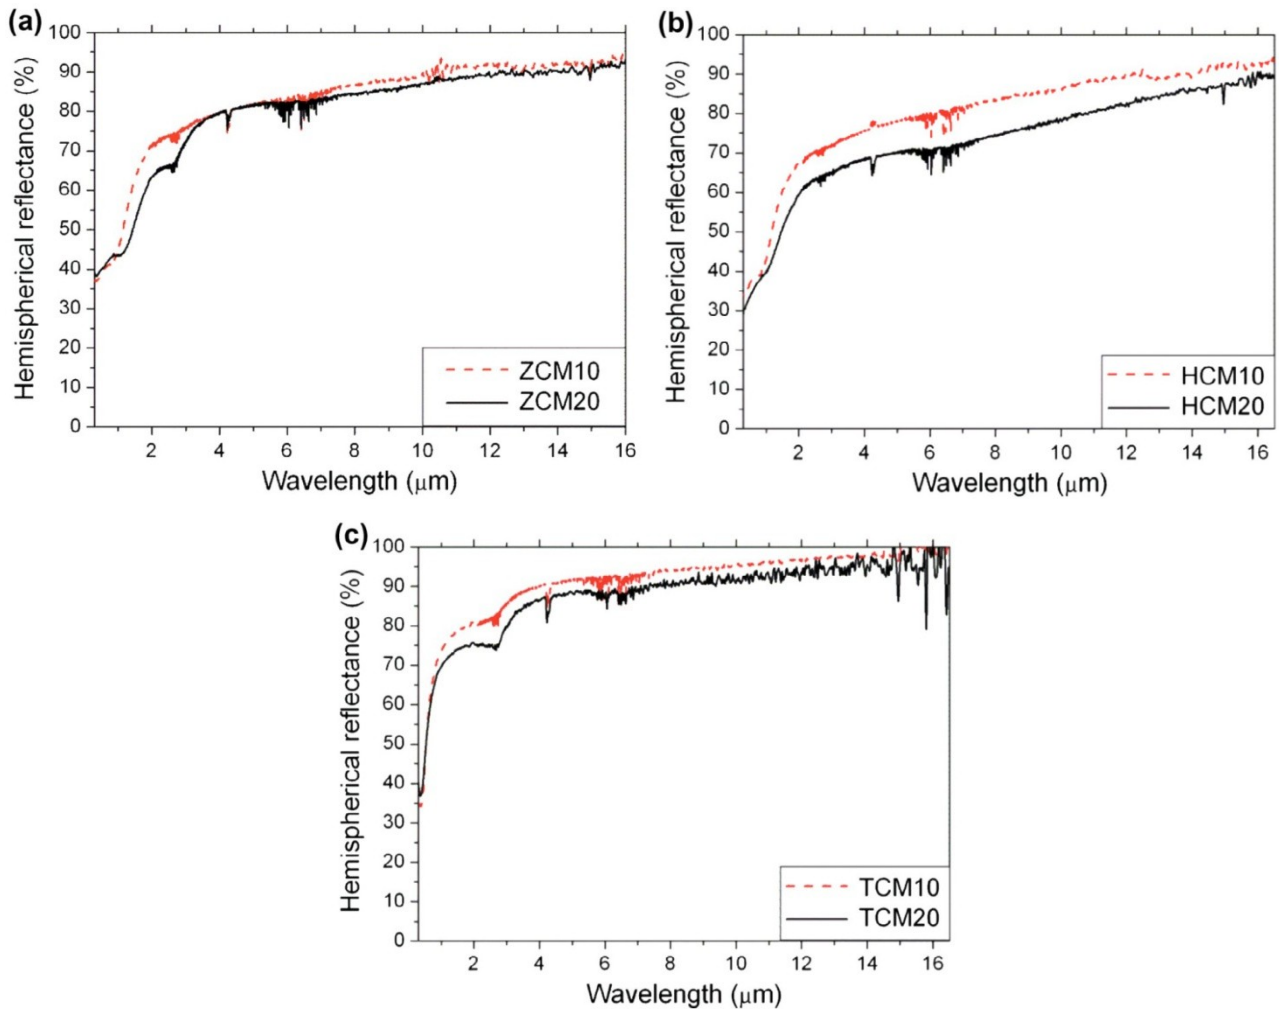 (a)
100
90
80
70
60
50
40
30
20
10
0
Hemispherical reflectance (%)
ZCM10
ZCM20
2 4 6 8 10 12 14 16
Wavelength (μm)
(b)
100
90
80
70
60
50
40
30
20
10
0
Hemispherical reflectance (%)
HCM10
HCM20
2 4 6 8 10 12 14 16
Wavelength (μm)
(c)
100
90
80
70
60
50
40
30
20
10
0
Hemispherical reflectance (%)
TCM10
TCM20
2 4 6 8 10 12 14 16
Wavelength (μm)